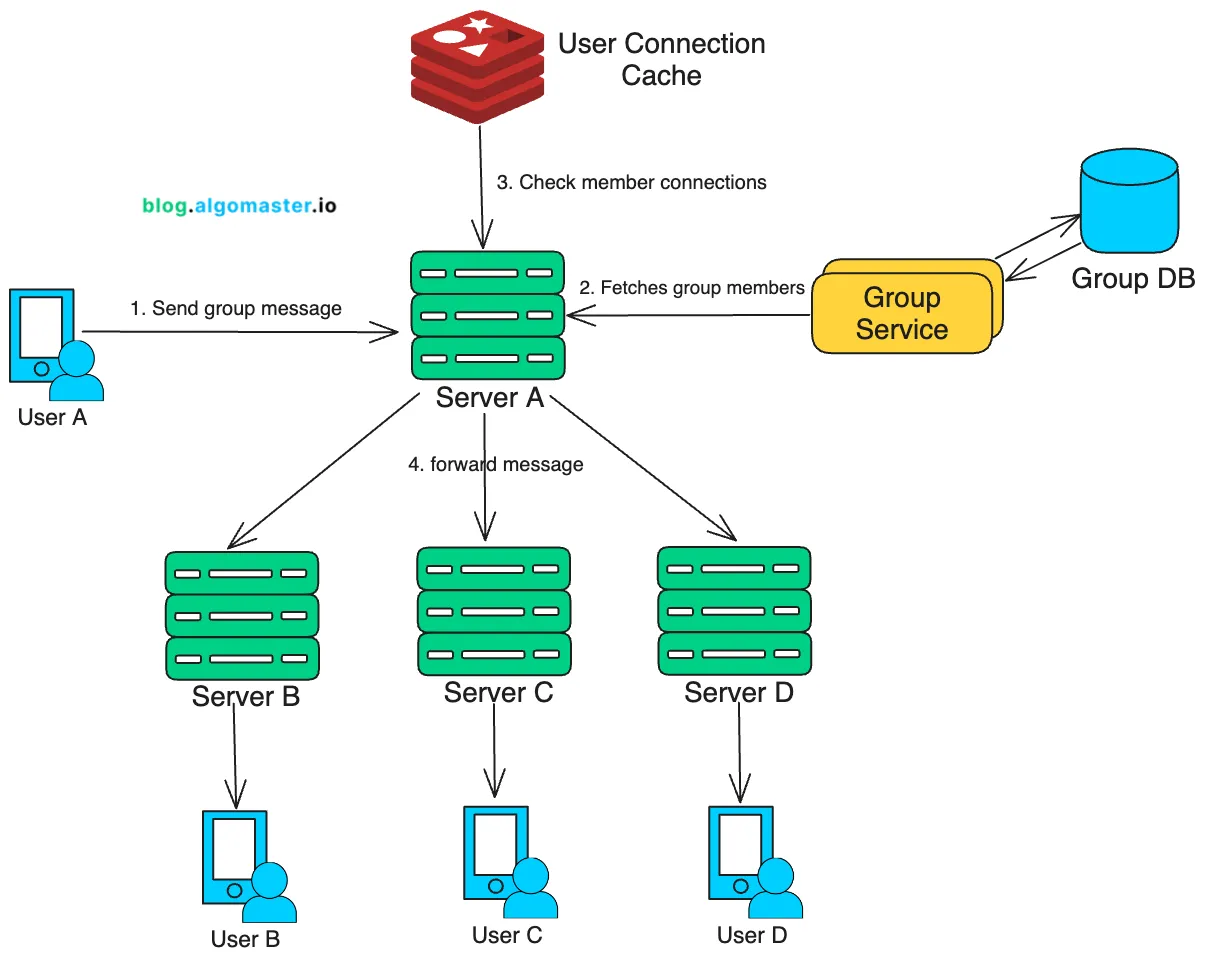 User Connection
Cache
3. Check member connections
blog.algomaster.io
Group DB
2. Fetches group members
Group
Service
1. Send group message
User A
Server A
4. forward message
Server B
Server C
Server D
User B
User C
User D